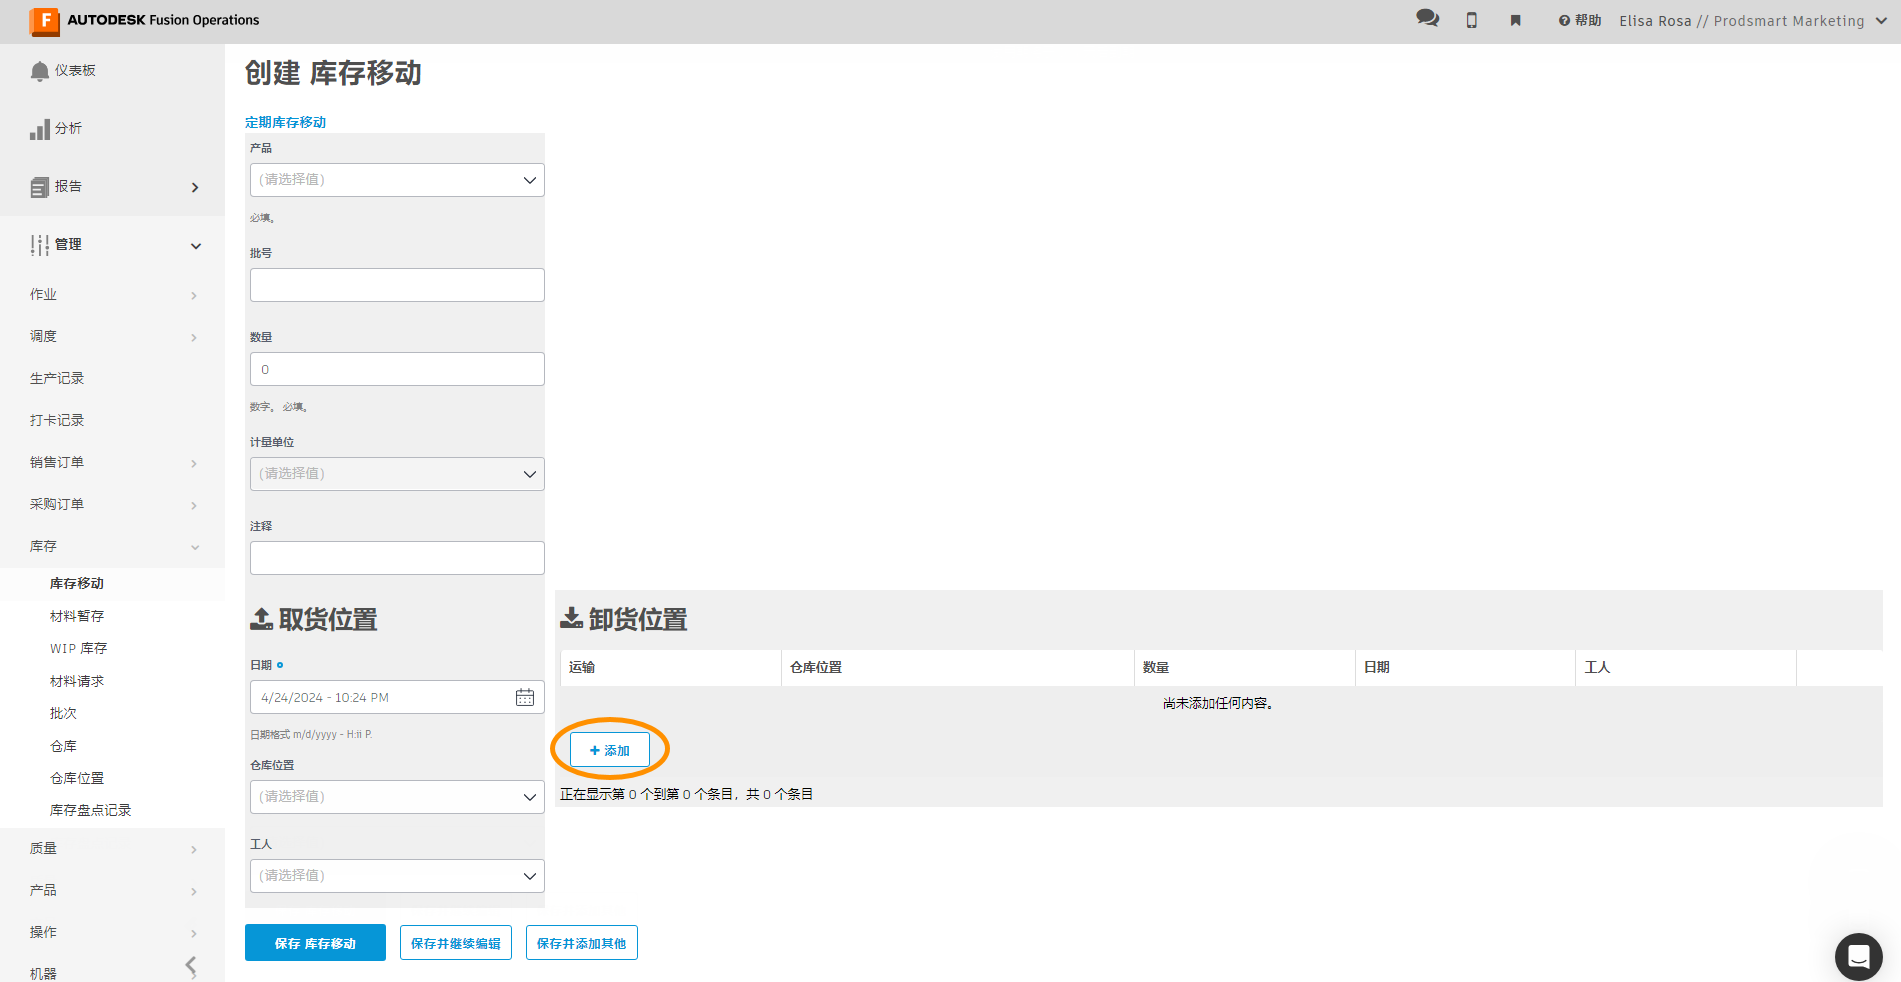 F AUTODESK Fusion Operations
帮助
Elisa Rosa // Prodsmart Marketing
仪表板
分析
报告
管理
作业
调度
生产记录
打卡记录
销售订单
采购订单
库存
库存移动
材料暂存
WIP 库存
材料请求
批次
仓库
仓库位置
库存盘点记录
质量
产品
操作
机器
创建 库存移动
定期库存移动
产品
(请选择值)
必填。
批号
数量
0
数字。 必填。
计量单位
(请选择值)
注释
取货位置
日期
4/24/2024 - 10:24 PM
日期格式 m/d/yyyy - H:ii P.
仓库位置
(请选择值)
工人
(请选择值)
卸货位置
运输 仓库位置 数量 日期 工人
尚未添加任何内容。
+ 添加
正在显示第 0 个到第 0 个条目，共 0 个条目
保存 库存移动
保存并继续编辑
保存并添加其他